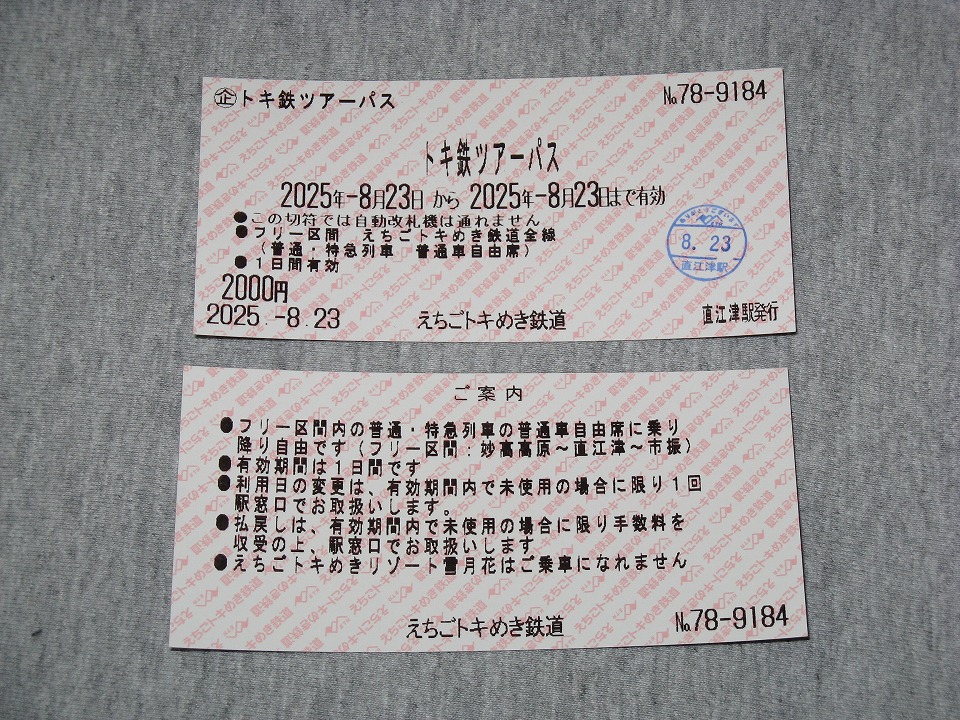 企トキ鉄ツアーパス
№78-9184
トキ鉄ツアーパス
2025年-8月23日 から 2025年-8月23日まで有効
●この切符では自動改札機は通れません
●フリー区間 えちごトキめき鉄道全線
(普通・特急列車 普通車自由席)
●1日間有効
8. 23
直江津駅
2000円
2025.-8.23
えちごトキめき鉄道
直江津駅発行
ご案内
●フリー区間内の普通・特急列車の普通車自由席に乗り
降り自由です(フリー区間:妙高高原~直江津~市振)
●有効期間は1日間です
●利用日の変更は、有効期間内で未使用の場合に限り1回
駅窓口でお取扱いします。
●払戻しは、有効期間内で未使用の場合に限り手数料を
収受の上、駅窓口でお取扱いします
●えちごトキめきリゾート雪月花はご乗車になれません
えちごトキめき鉄道
№78-9184